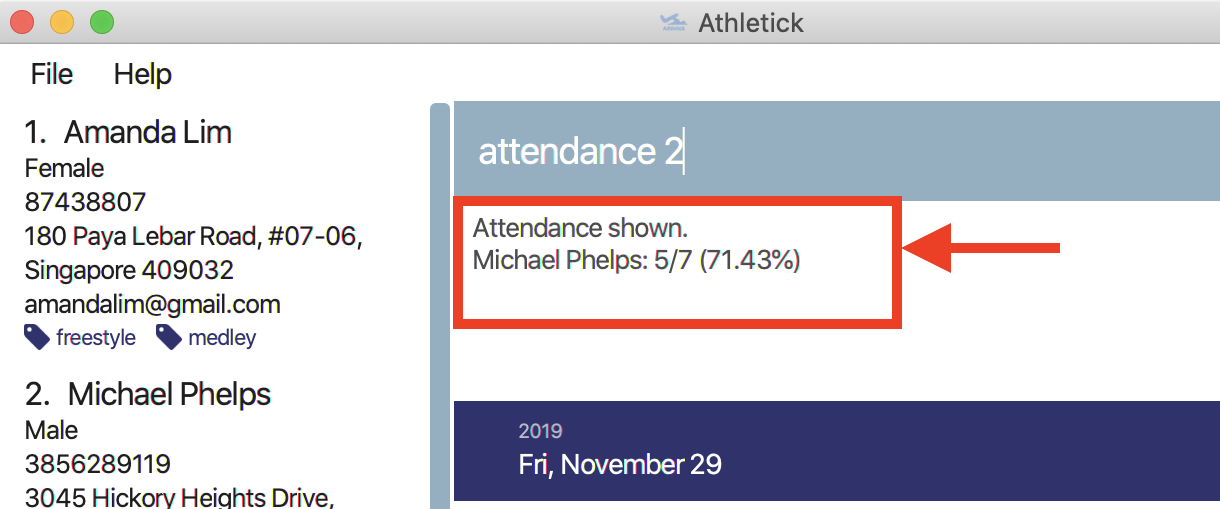 Athletick
File Help
1. Amanda Lim
Female
87438807
180 Paya Lebar Road, #07-06,
Singapore 409032
amandalim@gmail.com
freestyle medley
2. Michael Phelps
Male
3856289119
3045 Hickory Heights Drive,
attendance 2
Attendance shown.
Michael Phelps: 5/7 (71.43%)
2019
Fri, November 29